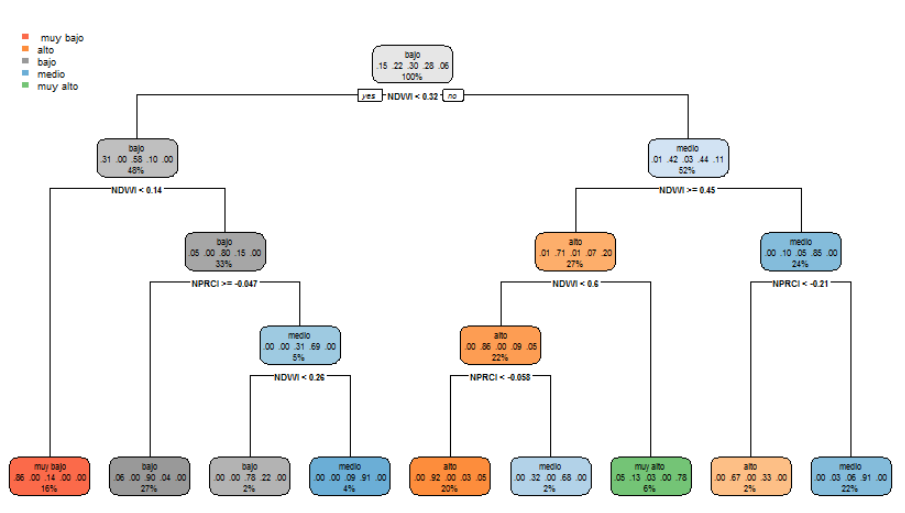 muy bajo
alto
bajo
medio
muy alto
bajo
.15 .22 .30 .28 .06
100%
yes NDWI < 0.32 no
bajo
.31 .00 .58 .10 .00
48%
medio
.01 .42 .03 .44 .11
52%
NDWI < 0.14
NDWI >= 0.45
bajo
.05 .00 .80 .15 .00
33%
alto
.01 .71 .01 .07 .20
27%
medio
.00 .10 .05 .85 .00
24%
NPRCI >= -0.047
NDWI < 0.6
NPRCI < -0.21
medio
.00 .00 .31 .69 .00
5%
alto
.00 .86 .00 .09 .05
22%
NDWI < 0.26
NPRCI < -0.058
muy bajo
.86 .00 .14 .00 .00
16%
bajo
.06 .00 .90 .04 .00
27%
bajo
.00 .00 .78 .22 .00
2%
medio
.00 .00 .09 .91 .00
4%
alto
.00 .92 .00 .03 .05
20%
medio
.00 .32 .00 .68 .00
2%
muy alto
.05 .13 .03 .00 .78
6%
alto
.00 .67 .00 .33 .00
2%
medio
.00 .03 .06 .91 .00
22%